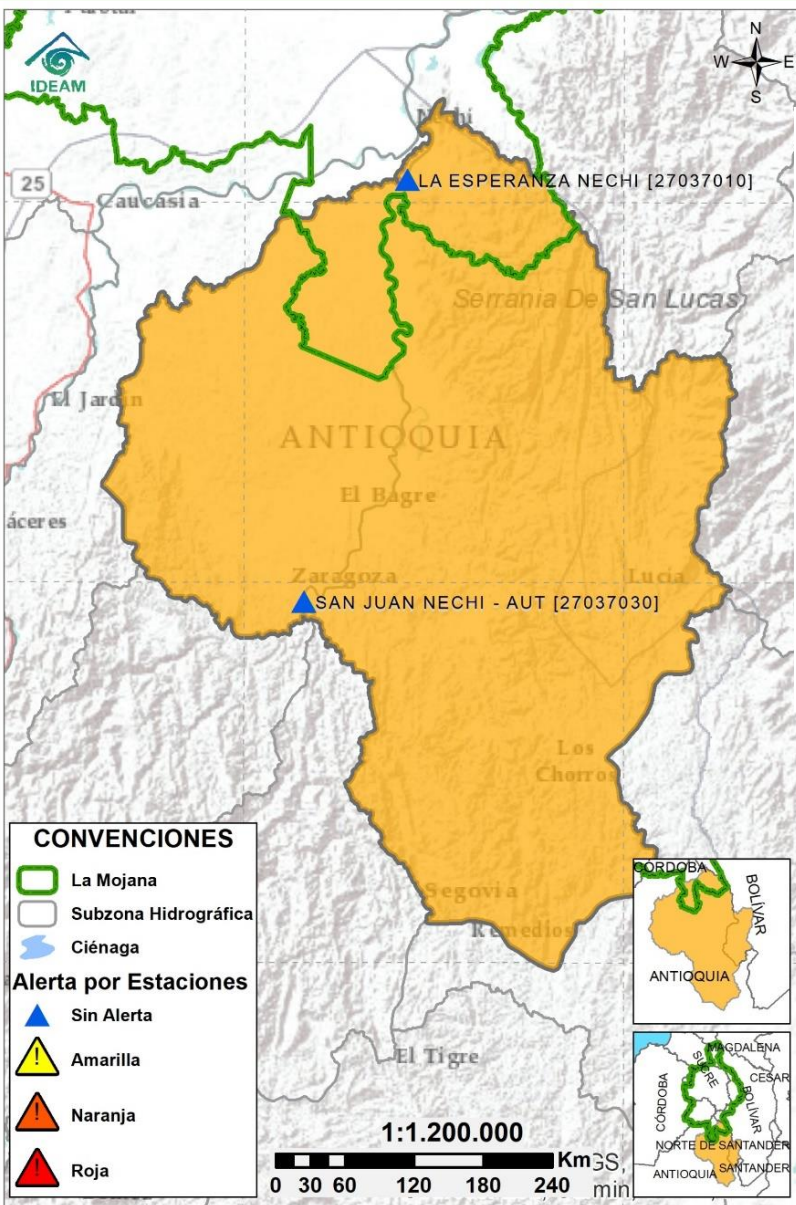 IDEAM
N
W E
S
Nechí
LA ESPERANZA NECHI [27037010]
25
Caucasia
Serrania De San Lucas
El Jardín
ANTIOQUIA
El Bagre
áceres
Zaragoza
Lucia
SAN JUAN NECHI - AUT [27037030]
Los
Chorros
Segovia
Remedios
El Tigre
CONVENCIONES
La Mojana
Subzona Hidrográfica
Ciénaga
Alerta por Estaciones
Sin Alerta
Amarilla
Naranja
Roja
1:1.200.000
Km
0 30 60 120 180 240
GS,
min
CÓRDOBA
BOLÍVAR
ANTIOQUIA
MAGDALENA
SUCRE
CESAR
CÓRDOBA
BOLÍVAR
NORTE DE SANTANDER
ANTIOQUIA
SANTANDER